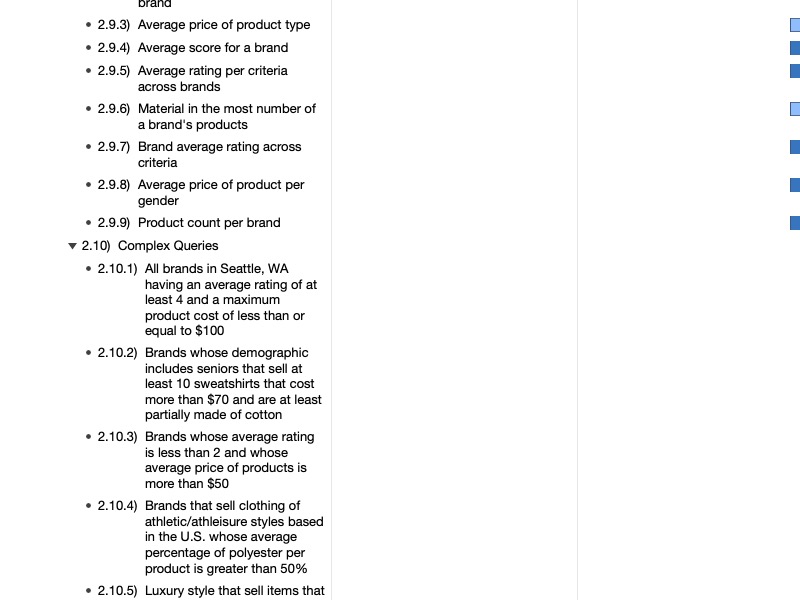 brand
• 2.9.3) Average price of product type
• 2.9.4) Average score for a brand
• 2.9.5) Average rating per criteria
across brands
• 2.9.6) Material in the most number of
a brand's products
• 2.9.7) Brand average rating across
criteria
• 2.9.8) Average price of product per
gender
• 2.9.9) Product count per brand
▼ 2.10) Complex Queries
• 2.10.1) All brands in Seattle, WA
having an average rating of at
least 4 and a maximum
product cost of less than or
equal to $100
• 2.10.2) Brands whose demographic
includes seniors that sell at
least 10 sweatshirts that cost
more than $70 and are at least
partially made of cotton
• 2.10.3) Brands whose average rating
is less than 2 and whose
average price of products is
more than $50
• 2.10.4) Brands that sell clothing of
athletic/athleisure styles based
in the U.S. whose average
percentage of polyester per
product is greater than 50%
• 2.10.5) Luxury style that sell items that